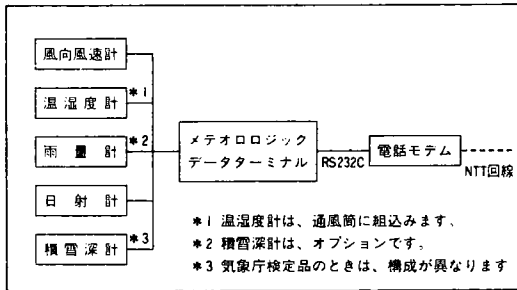 風向風速計
温湿度計 *1
雨量計 *2
日射計
積雪深計 *3
メテオロロジック
データターミナル
RS232C
電話モデム
NTT回線
*1 温湿度計は、通風筒に組込みます、
*2 積雪深計は、オプションです。
*3 気象庁検定品のときは、構成が異なります